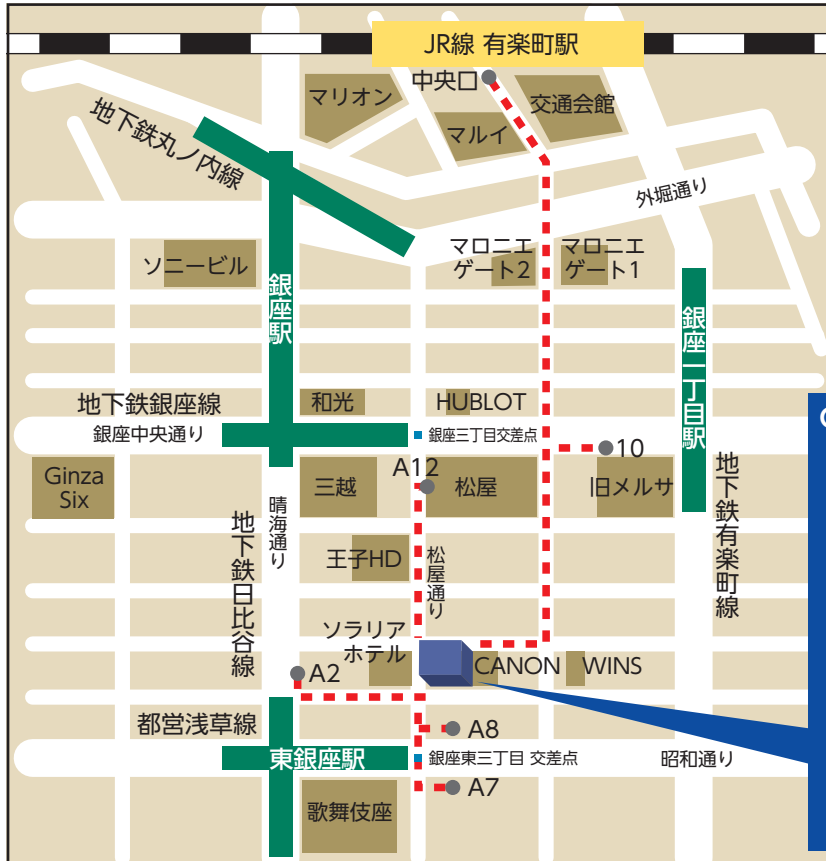 JR線 有楽町駅
中央口
マリオン
交通会館
マルイ
地下鉄丸ノ内線
外堀通り
マロニエ
ゲート2
マロニエ
ゲート1
ソニービル
銀座駅
銀座一丁目駅
地下鉄銀座線
和光
HUBLOT
銀座中央通り
銀座三丁目交差点
10
A12
Ginza
Six
三越
松屋
旧メルサ
晴海通り
地下鉄日比谷線
地下鉄有楽町線
王子HD
松屋通り
ソラリア
ホテル
CANON
WINS
A2
都営浅草線
A8
東銀座駅
銀座東三丁目 交差点
昭和通り
A7
歌舞伎座